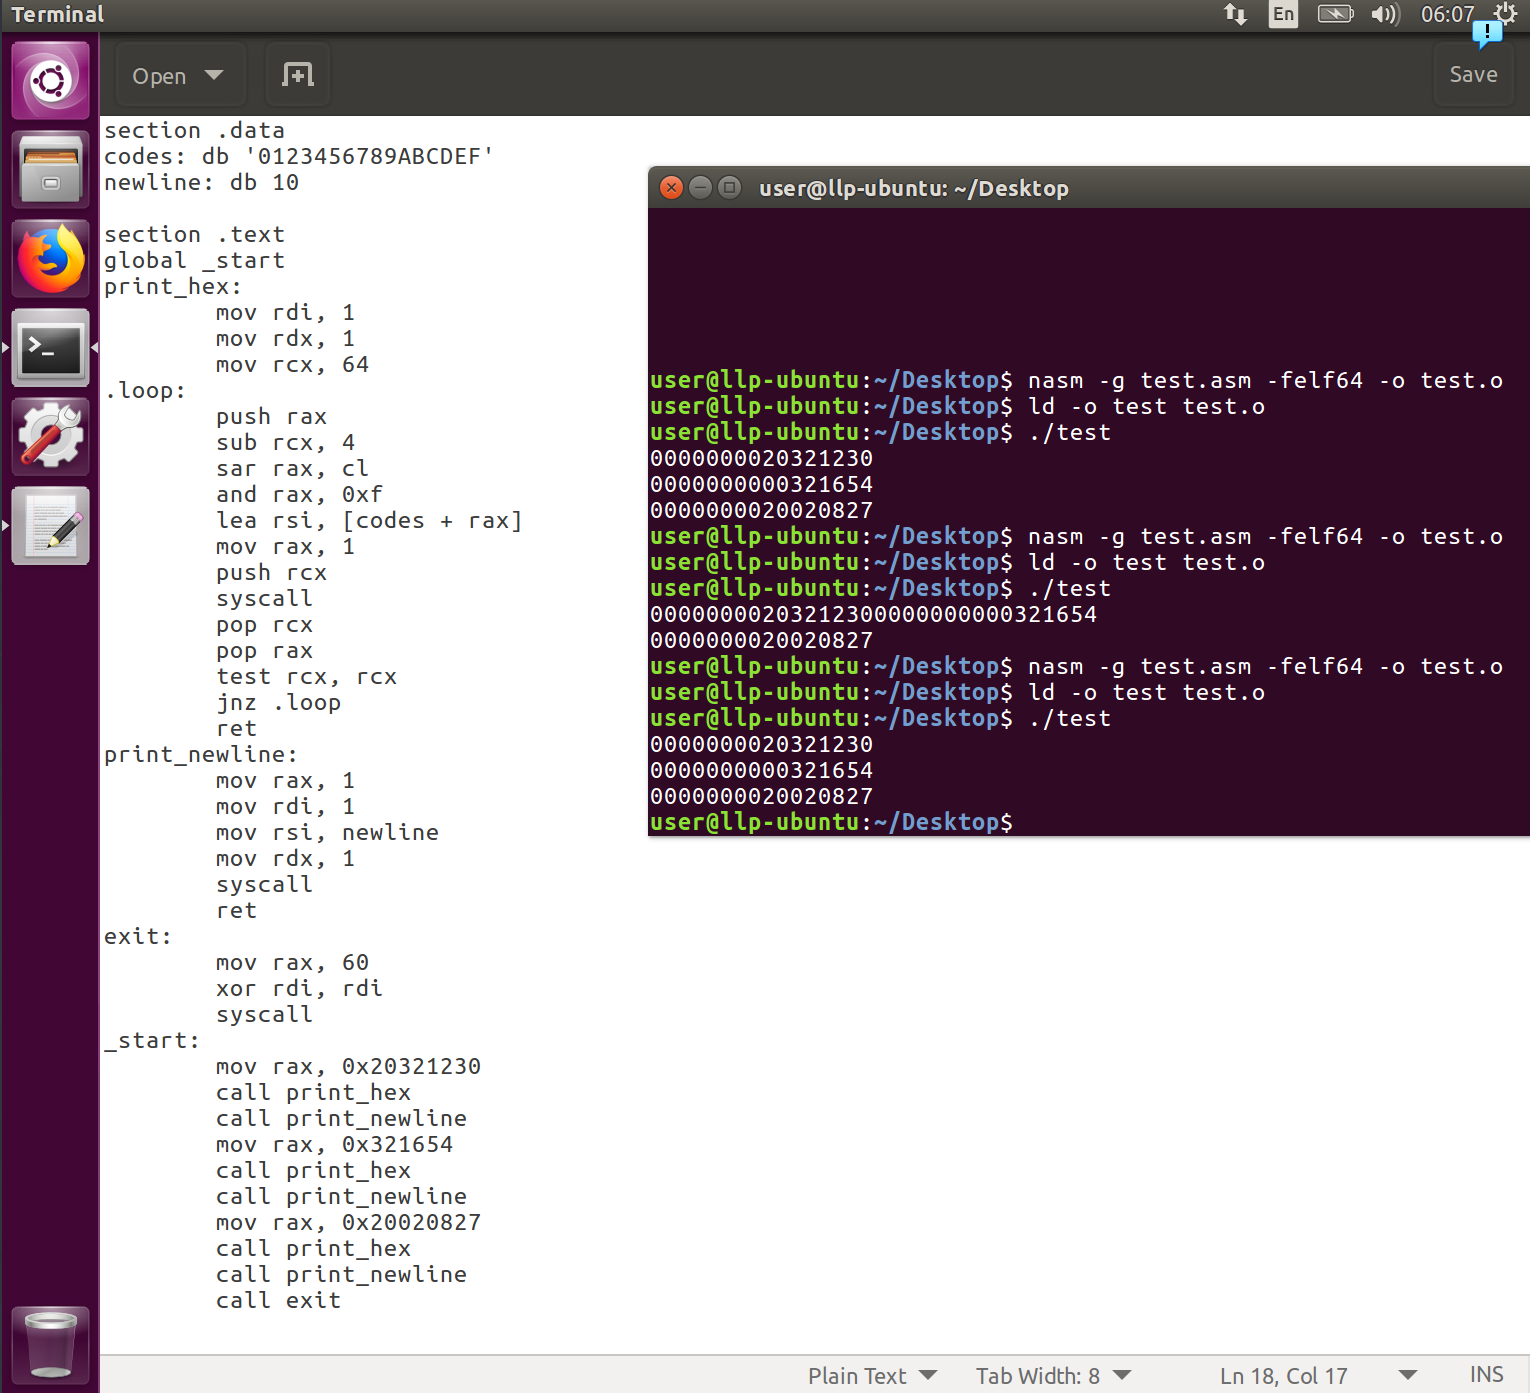 Terminal
En
06:07
Open
Save
section .data
codes: db '0123456789ABCDEF'
newline: db 10
section .text
global _start
print_hex:
mov rdi, 1
mov rdx, 1
mov rcx, 64
.loop:
push rax
sub rcx, 4
sar rax, cl
and rax, 0xf
lea rsi, [codes + rax]
mov rax, 1
push rcx
syscall
pop rcx
pop rax
test rcx, rcx
jnz .loop
ret
print_newline:
mov rax, 1
mov rdi, 1
mov rsi, newline
mov rdx, 1
syscall
ret
exit:
mov rax, 60
xor rdi, rdi
syscall
_start:
mov rax, 0x20321230
call print_hex
call print_newline
mov rax, 0x321654
call print_hex
call print_newline
mov rax, 0x20020827
call print_hex
call print_newline
call exit
user@llp-ubuntu: ~/Desktop
user@llp-ubuntu:~/Desktop$ nasm -g test.asm -felf64 -o test.o
user@llp-ubuntu:~/Desktop$ ld -o test test.o
user@llp-ubuntu:~/Desktop$ ./test
0000000020321230
0000000000321654
0000000020020827
user@llp-ubuntu:~/Desktop$ nasm -g test.asm -felf64 -o test.o
user@llp-ubuntu:~/Desktop$ ld -o test test.o
user@llp-ubuntu:~/Desktop$ ./test
00000000203212300000000000321654
0000000020020827
user@llp-ubuntu:~/Desktop$ nasm -g test.asm -felf64 -o test.o
user@llp-ubuntu:~/Desktop$ ld -o test test.o
user@llp-ubuntu:~/Desktop$ ./test
0000000020321230
0000000000321654
0000000020020827
user@llp-ubuntu:~/Desktop$
Plain Text
Tab Width: 8
Ln 18, Col 17
INS